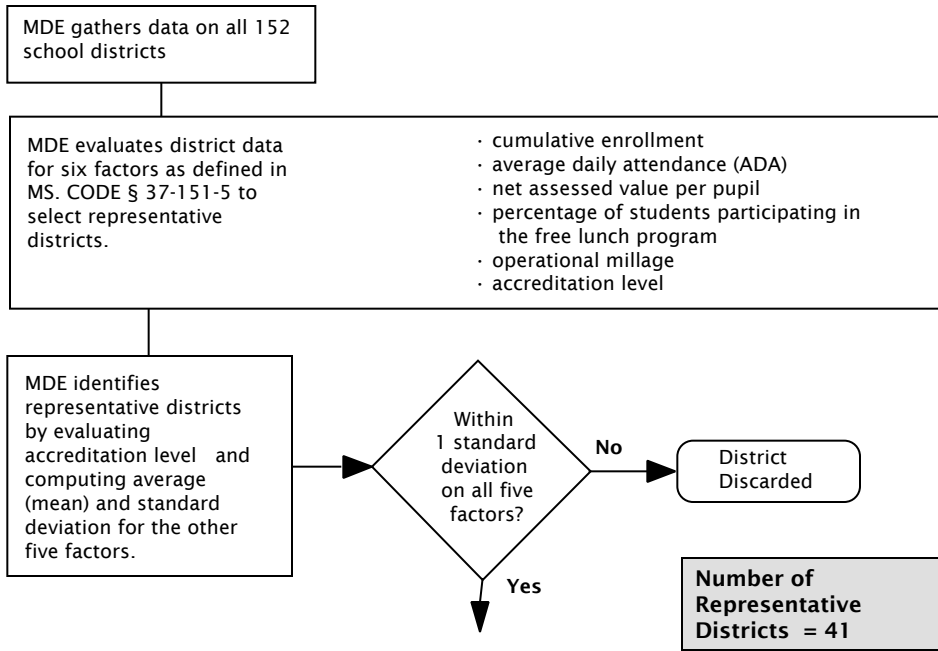 MDE gathers data on all 152
school districts
MDE evaluates district data
for six factors as defined in
MS. CODE § 37-151-5 to
select representative
districts.
· cumulative enrollment
· average daily attendance (ADA)
· net assessed value per pupil
· percentage of students participating in
the free lunch program
· operational millage
· accreditation level
MDE identifies
representative districts
by evaluating
accreditation level and
computing average
(mean) and standard
deviation for the other
five factors.
Within
1 standard
deviation
on all five
factors?
No
District
Discarded
Yes
Number of
Representative
Districts = 41